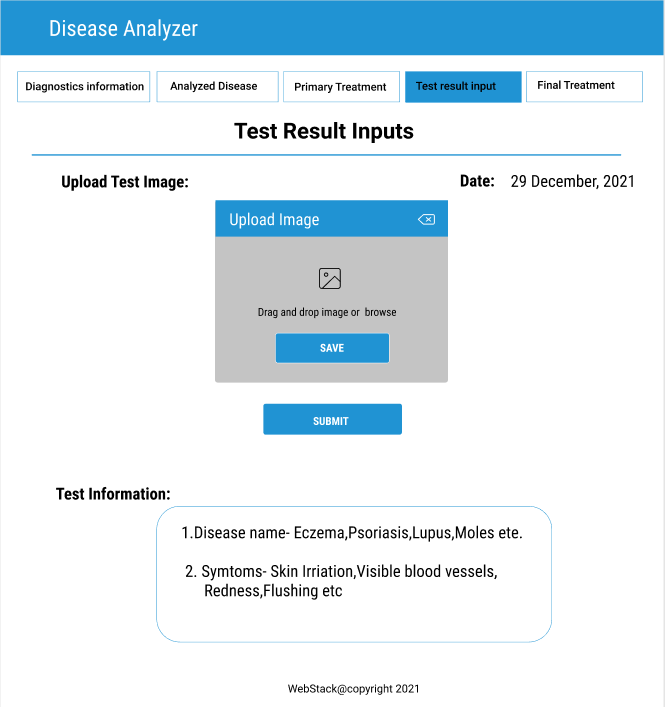 Disease Analyzer
Diagnostics information
Analyzed Disease
Primary Treatment
Test result input
Final Treatment
Test Result Inputs
Upload Test Image:
Date: 29 December, 2021
Upload Image
Drag and drop image or browse
SAVE
SUBMIT
Test Information:
1.Disease name- Eczema,Psoriasis,Lupus,Moles ete.
2. Symtoms- Skin Irriation,Visible blood vessels,
Redness,Flushing etc
WebStack@copyright 2021